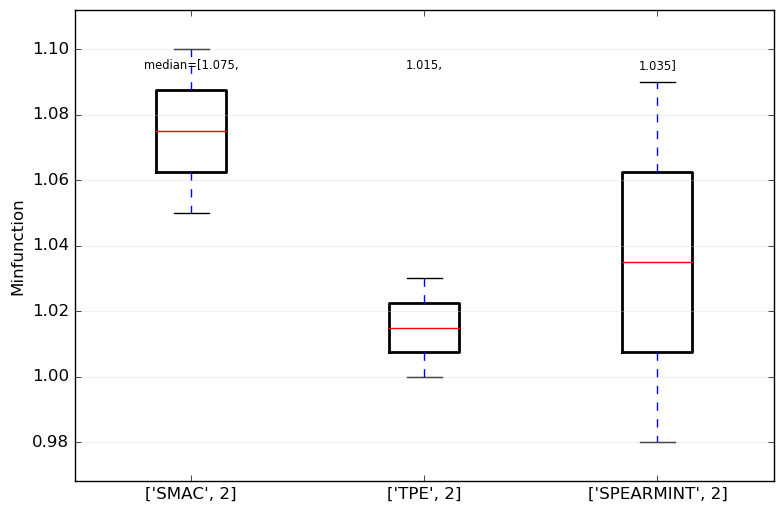 1.10
median=[1.075, 1.015, 1.035]
1.08
1.06
1.04
1.02
1.00
0.98
Minfunction
['SMAC', 2] ['TPE', 2] ['SPEARMINT', 2]